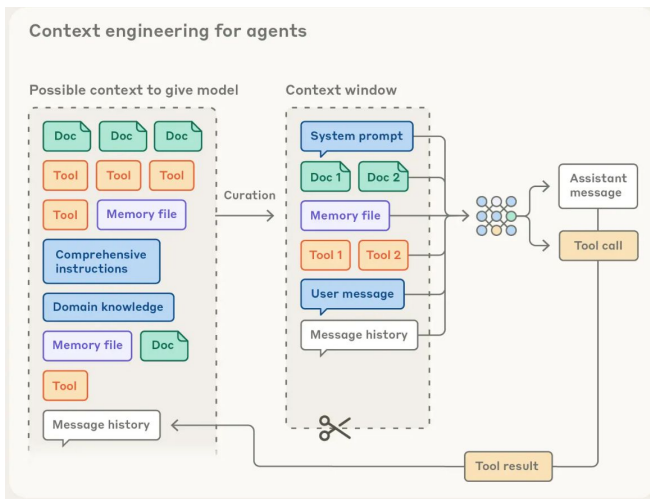 Context engineering for agents
Possible context to give model
Doc Doc Doc
Tool Tool Tool
Tool Memory file
Comprehensive
instructions
Domain knowledge
Memory file Doc
Tool
Message history
Curation
Context window
System prompt
Doc 1 Doc 2
Memory file
Tool 1 Tool 2
User message
Message history
Assistant
message
Tool call
Tool result